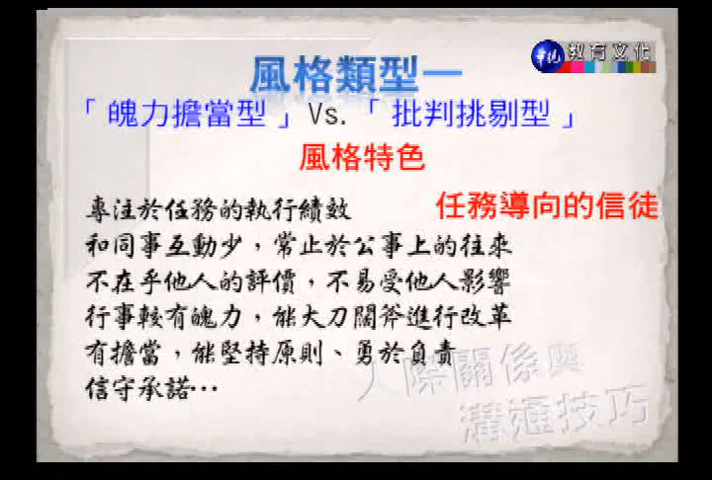 華視 教育文化
風格類型一
「魄力擔當型」Vs.「批判挑剔型」
風格特色
任務導向的信徒
專注於任務的執行績效
和同事互動少，常止於公事上的往來
不在乎他人的評價，不易受他人影響
行事較有魄力，能大刀闊斧進行改革
有擔當，能堅持原則、勇於負責
信守承諾…
人際關係與
溝通技巧